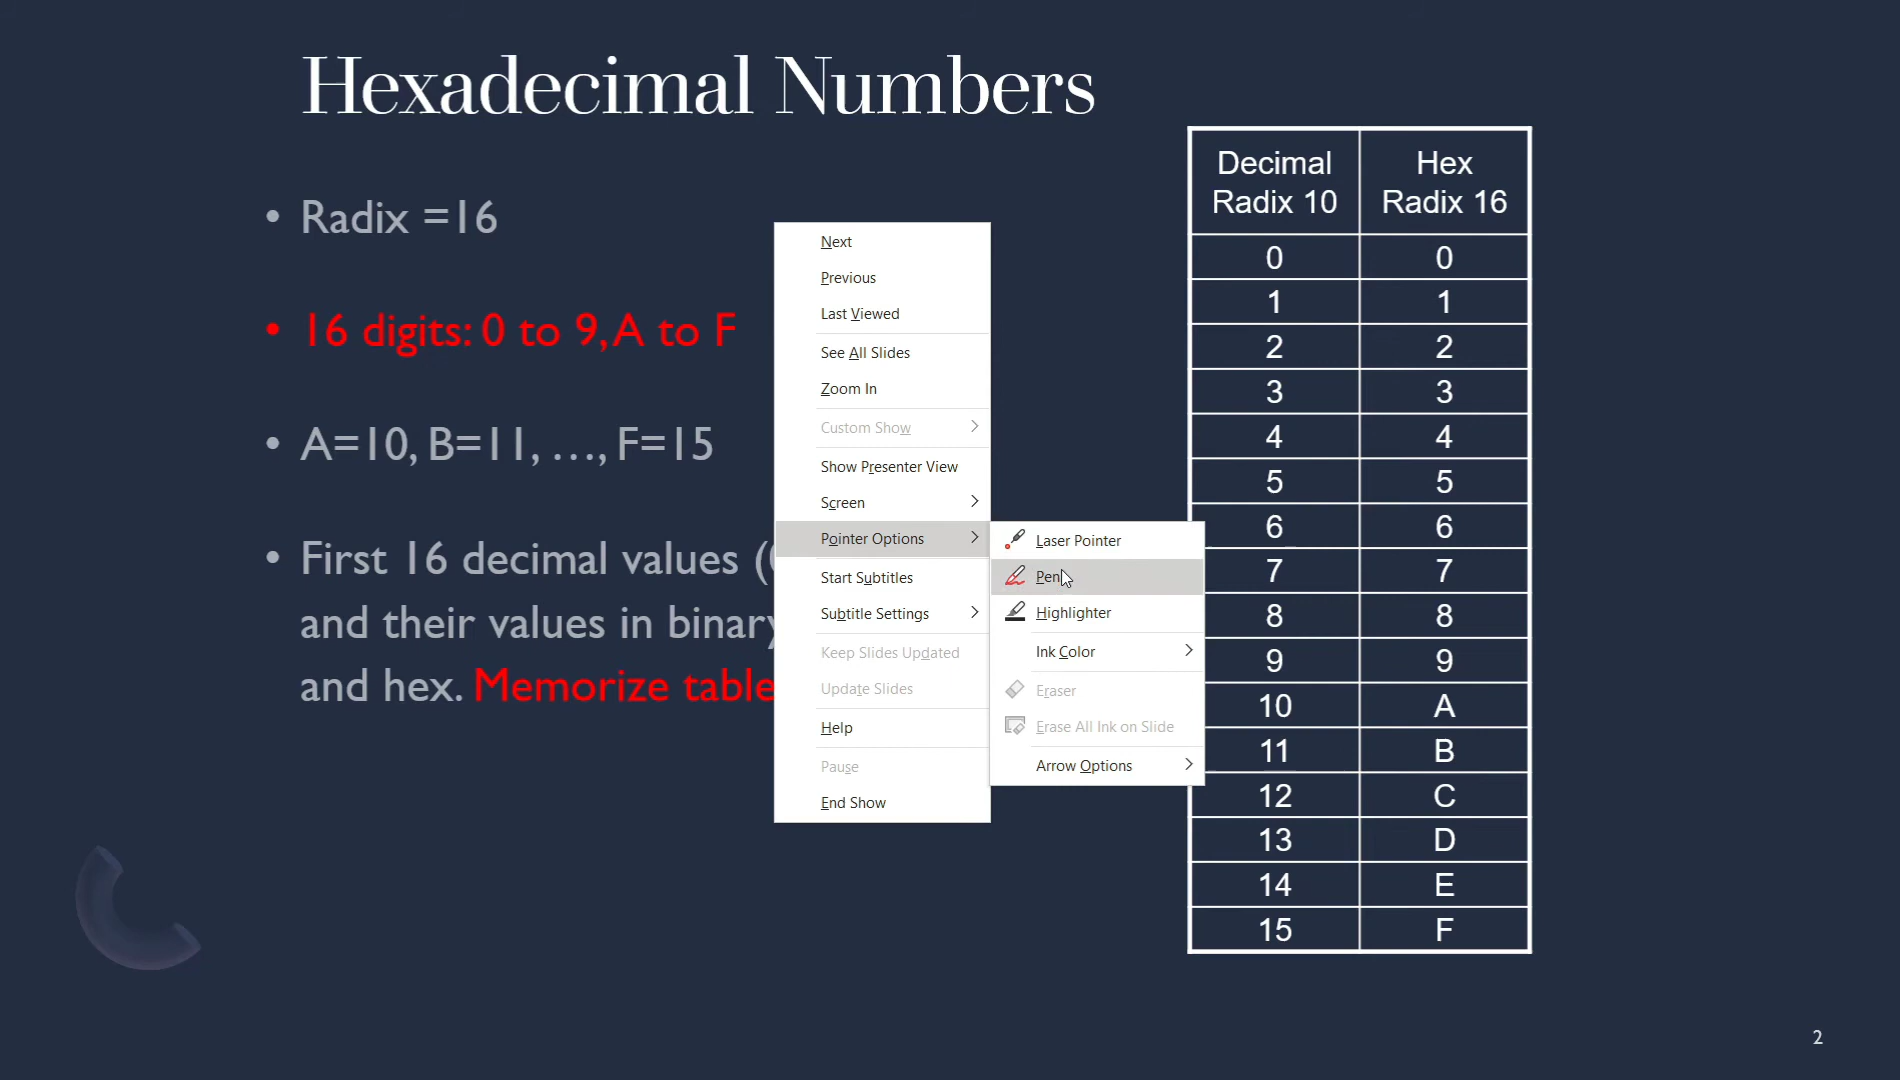 Hexadecimal Numbers
• Radix =16
• 16 digits: 0 to 9, A to F
• A=10, B=11, …, F=15
• First 16 decimal values (
and their values in binary
and hex. Memorize table
Next
Previous
Last Viewed
See All Slides
Zoom In
Custom Show
Show Presenter View
Screen
Pointer Options
Start Subtitles
Subtitle Settings
Keep Slides Updated
Update Slides
Help
Pause
End Show
Laser Pointer
Pen
Highlighter
Ink Color
Eraser
Erase All Ink on Slide
Arrow Options
Decimal Hex
Radix 10 Radix 16
0 0
1 1
2 2
3 3
4 4
5 5
6 6
7 7
8 8
9 9
10 A
11 B
12 C
13 D
14 E
15 F
2